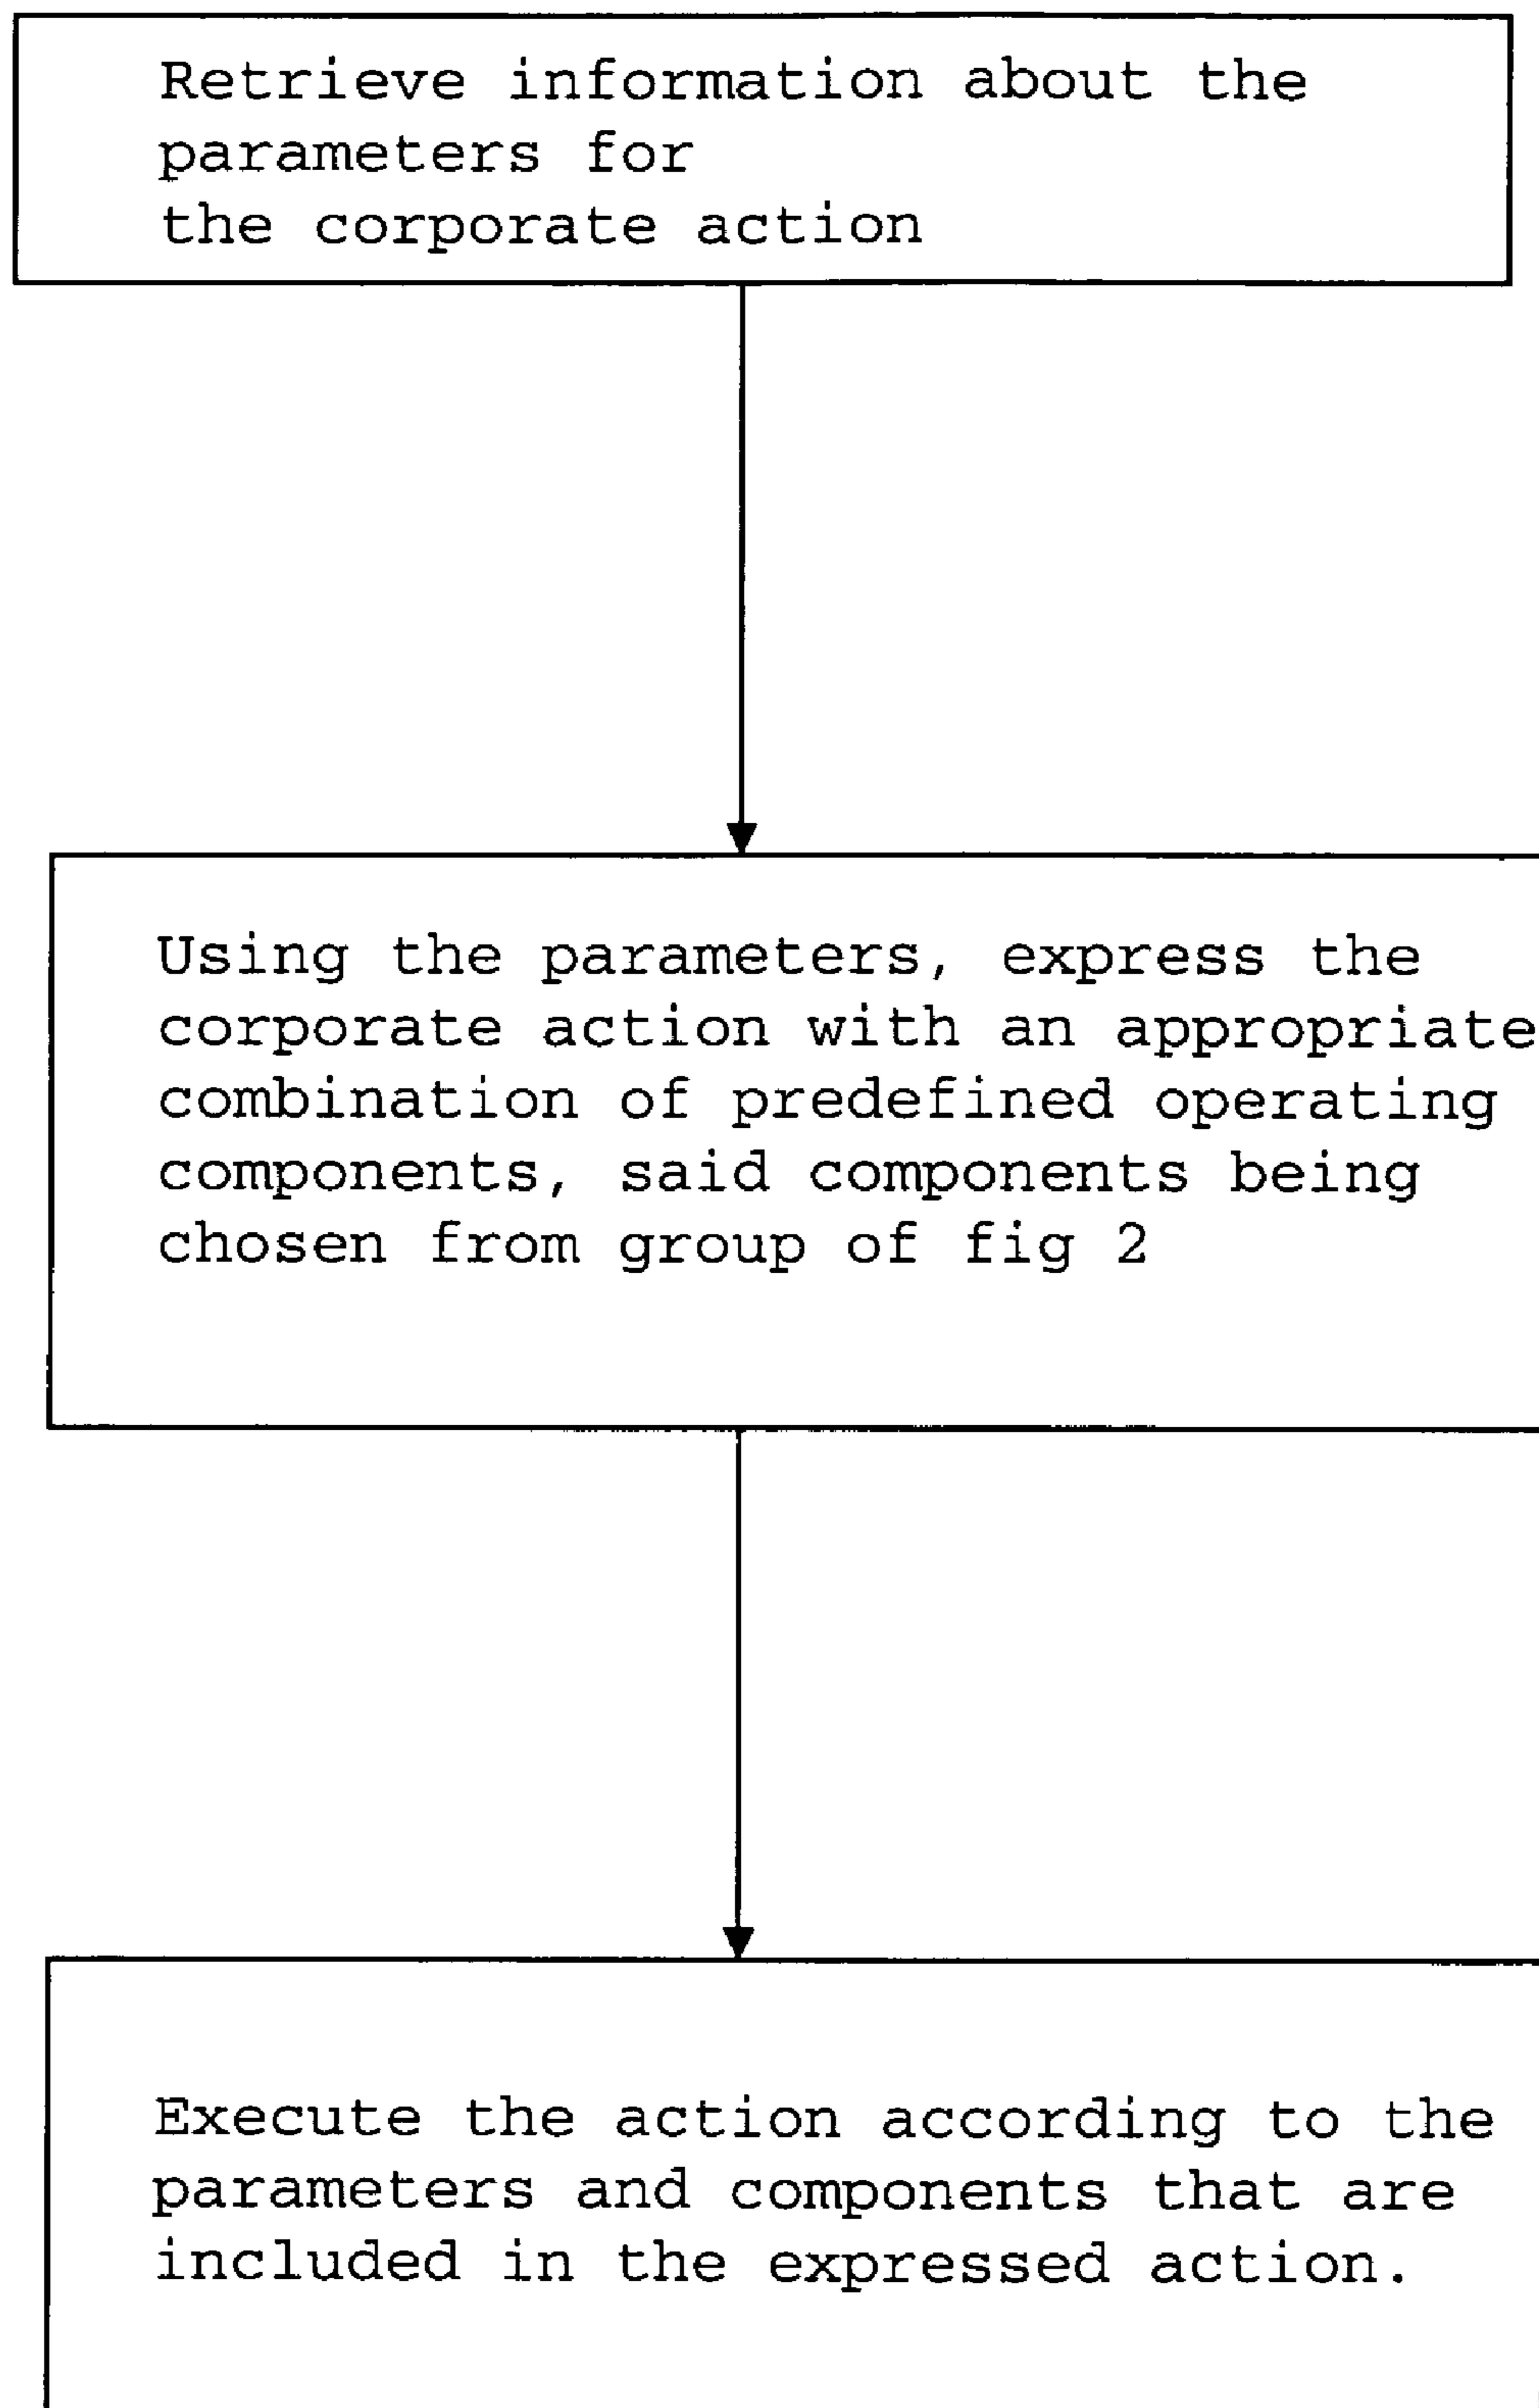 Retrieve information about the
parameters for
the corporate action
Using the parameters, express the
corporate action with an appropriate
combination of predefined operating
components, said components being
chosen from group of fig 2
Execute the action according to the
parameters and components that are
included in the expressed action.